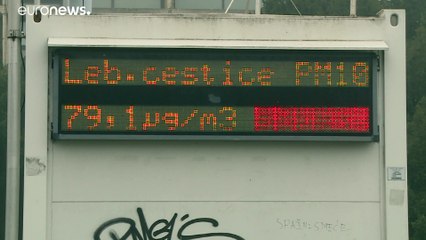 euronews.
Leb.cestice PM10
79,1µg/m3